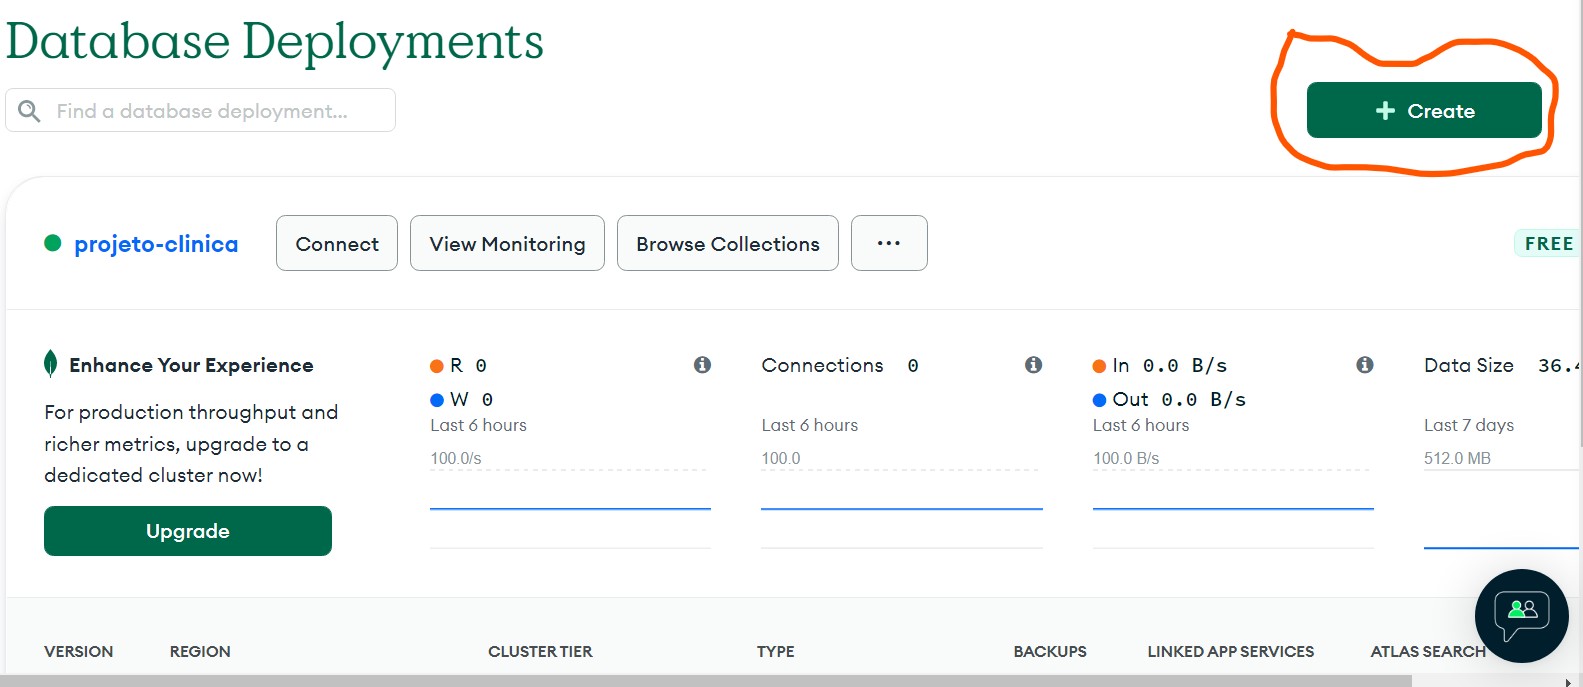 Database Deployments
Find a database deployment...
+ Create
projeto-clinica
Connect
View Monitoring
Browse Collections
...
FREE
Enhance Your Experience
For production throughput and
richer metrics, upgrade to a
dedicated cluster now!
Upgrade
R 0
W 0
Last 6 hours
100.0/s
Connections 0
Last 6 hours
100.0
In 0.0 B/s
Out 0.0 B/s
Last 6 hours
100.0 B/s
Data Size
Last 7 days
512.0 MB
VERSION REGION CLUSTER TIER TYPE BACKUPS LINKED APP SERVICES ATLAS SEARCH